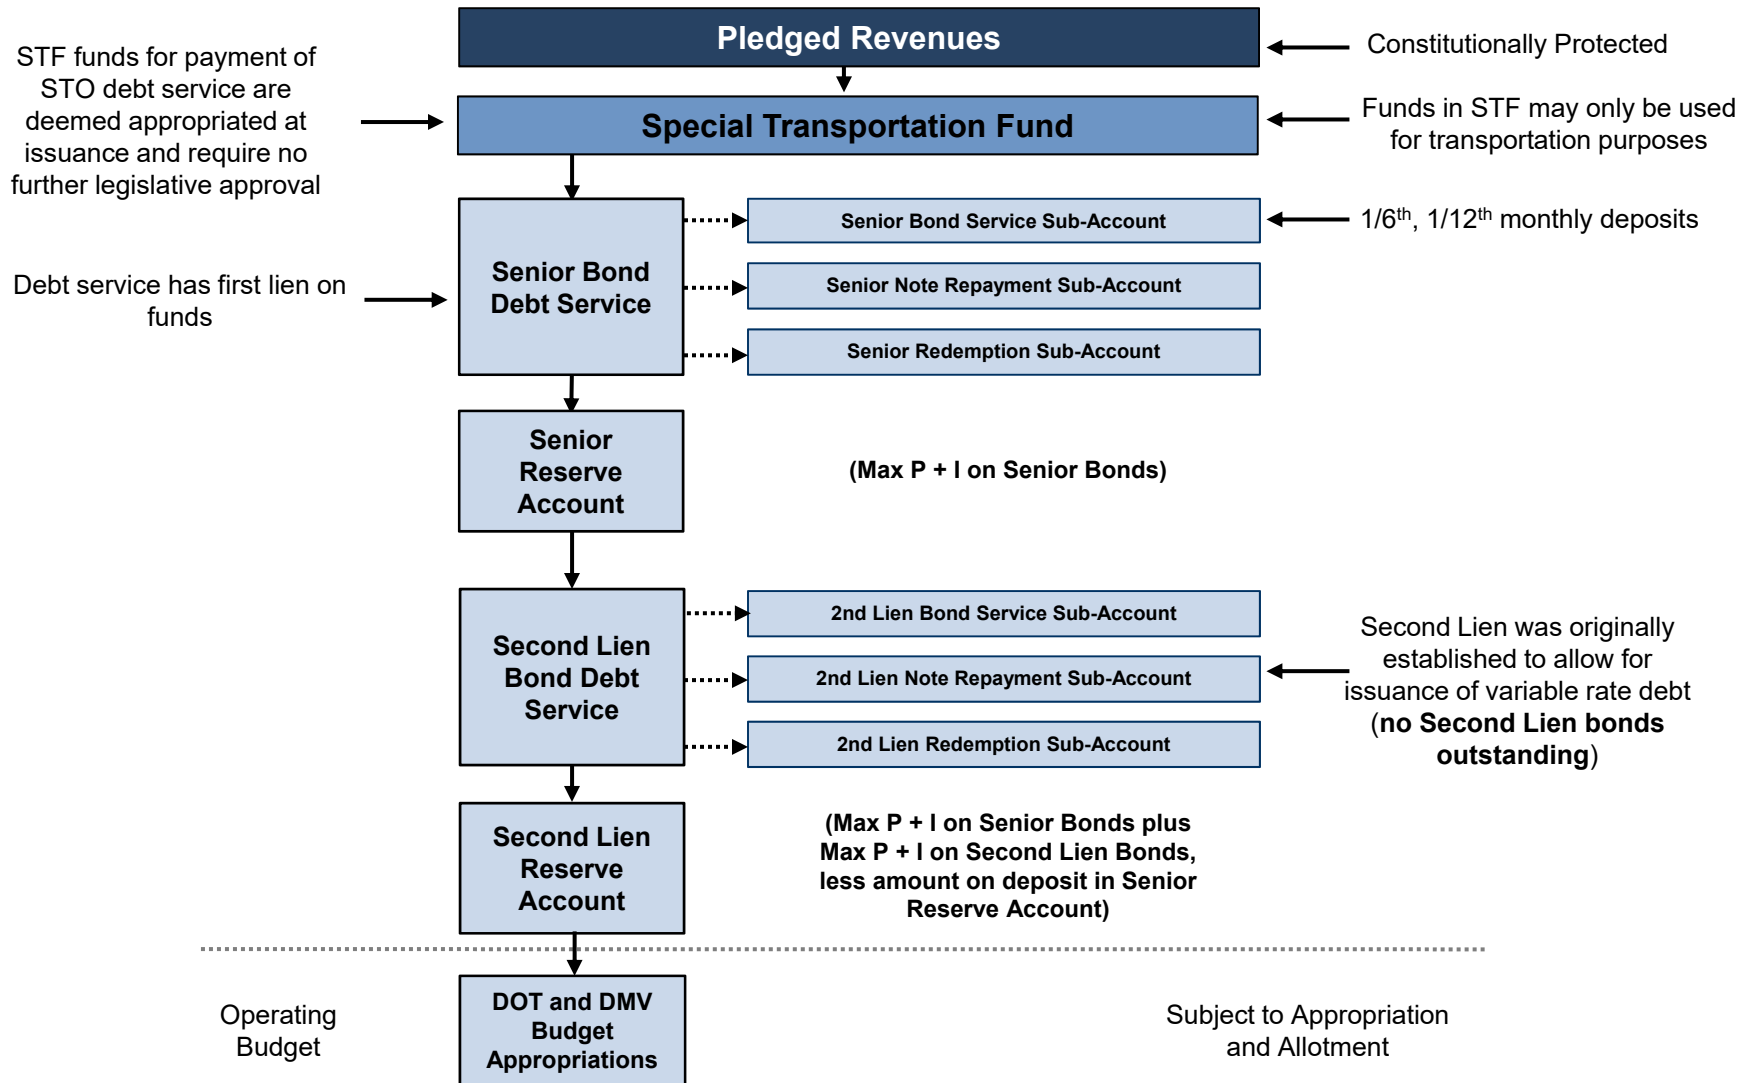 Pledged Revenues
Constitutionally Protected
STF funds for payment of
STO debt service are
deemed appropriated at
issuance and require no
further legislative approval
Special Transportation Fund
Funds in STF may only be used
for transportation purposes
Senior Bond
Debt Service
Senior Bond Service Sub-Account
1/6th, 1/12th monthly deposits
Senior Note Repayment Sub-Account
Senior Redemption Sub-Account
Debt service has first lien on
funds
Senior
Reserve
Account
(Max P + I on Senior Bonds)
Second Lien
Bond Debt
Service
2nd Lien Bond Service Sub-Account
2nd Lien Note Repayment Sub-Account
2nd Lien Redemption Sub-Account
Second Lien was originally
established to allow for
issuance of variable rate debt
(no Second Lien bonds
outstanding)
Second Lien
Reserve
Account
(Max P + I on Senior Bonds plus
Max P + I on Second Lien Bonds,
less amount on deposit in Senior
Reserve Account)
Operating
Budget
DOT and DMV
Budget
Appropriations
Subject to Appropriation
and Allotment